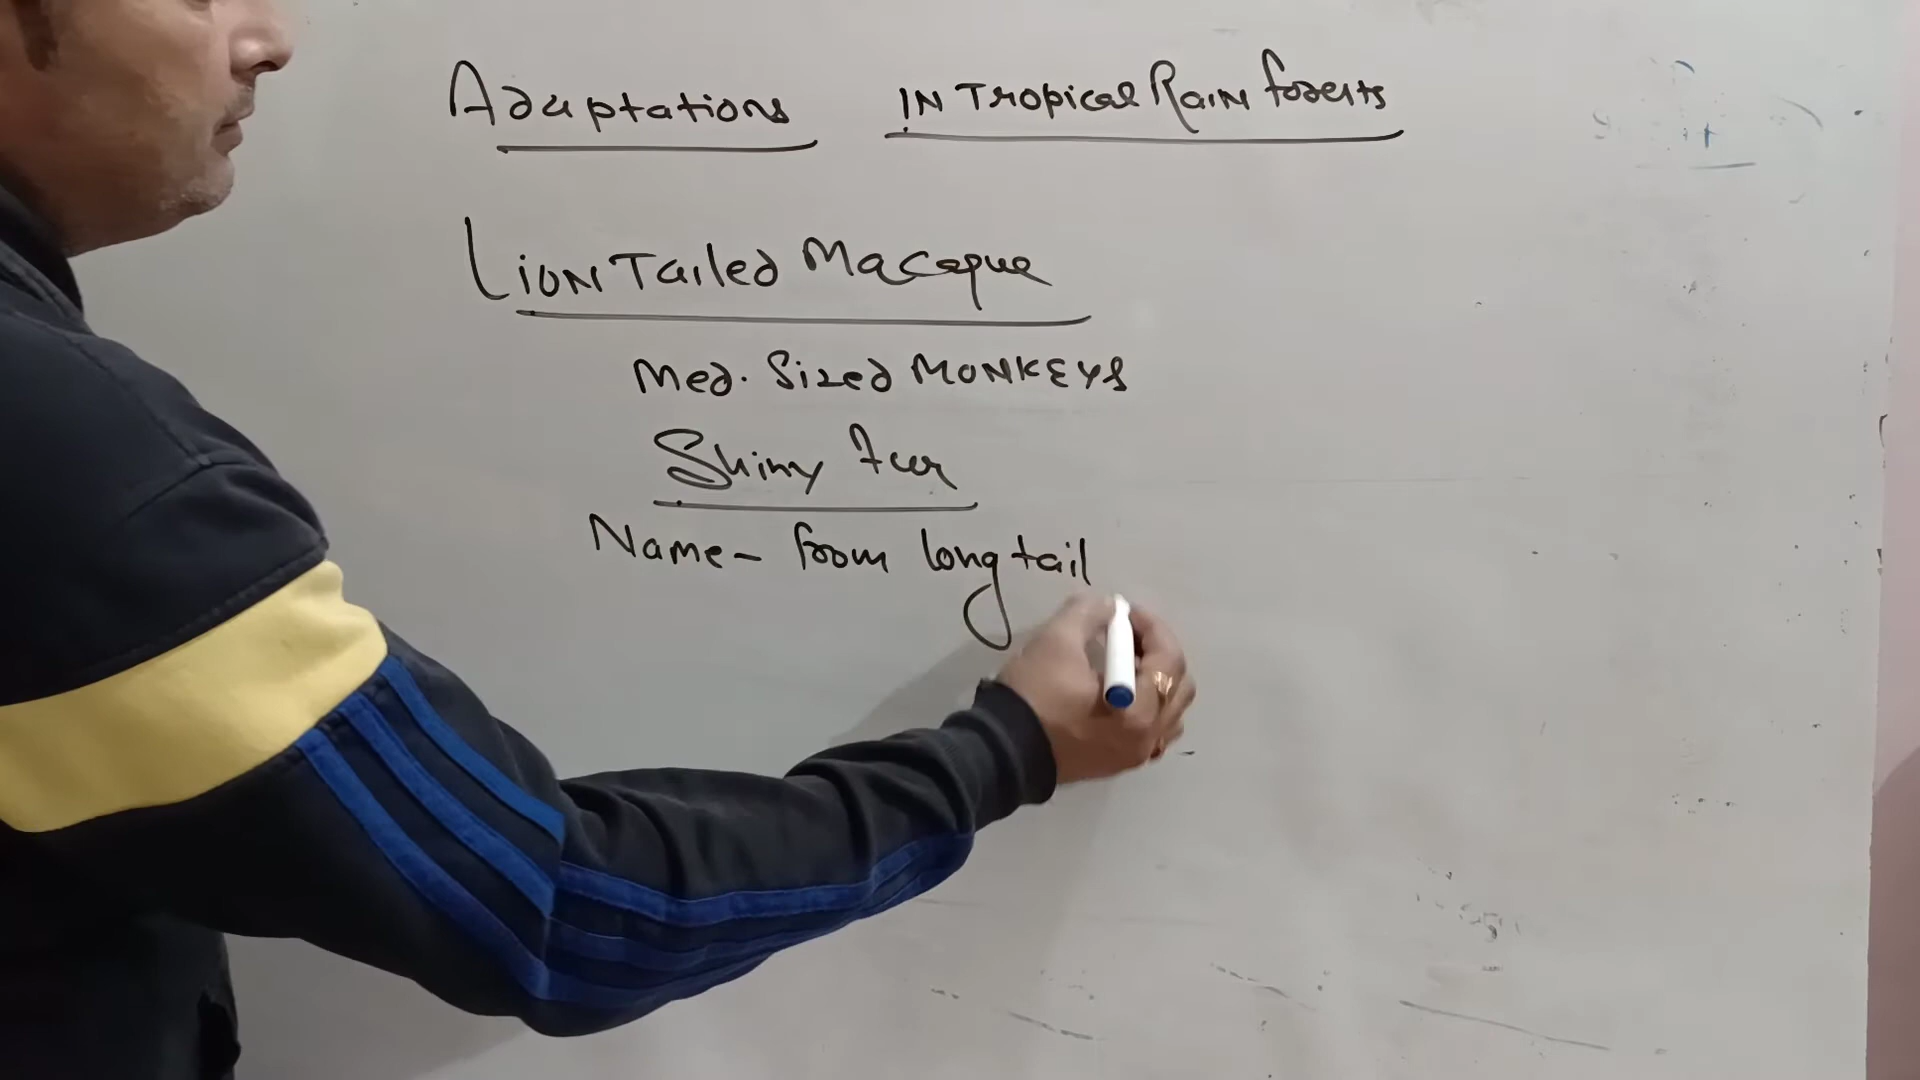 Adaptations IN Tropical RaiN forests
LioN Tailed Macaque
Med. Sized MONKEYS
Shiny fur
Name - from long tail